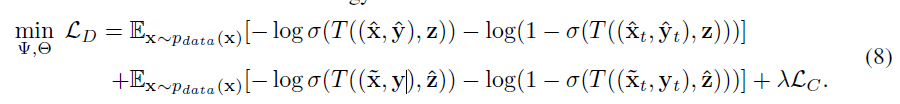 min_{Ψ,Θ} 𝓛_D = 𝔼_{x∼p_{data}(x)}[−log σ(T((x̂, ŷ), z)) − log(1 − σ(T((x̂_t, ŷ_t), z)))]
+𝔼_{x∼p_{data}(x)}[−log σ(T((x̃, y), ẑ)) − log(1 − σ(T((x̃_t, y_t), ẑ)))] + λ𝓛_C. (8)